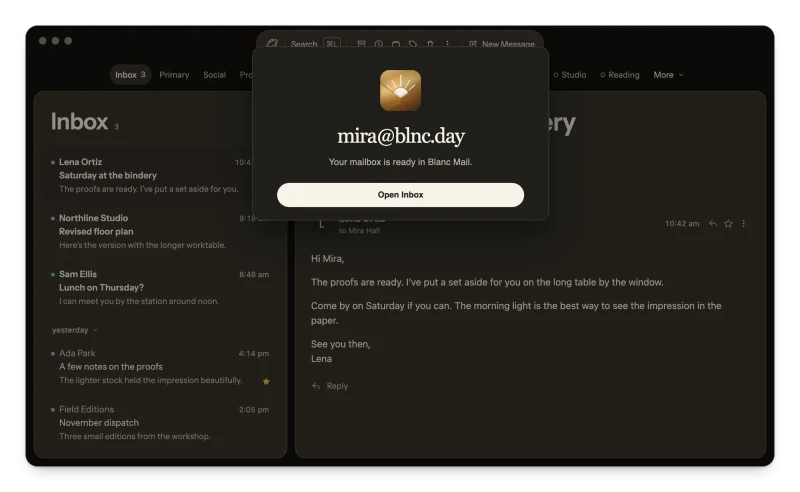 Search ⌘L New Message
Inbox 3 Primary Social Studio Reading More
mira@blnc.day
Your mailbox is ready in Blanc Mail.
Open Inbox
Inbox 3
Lena Ortiz
Saturday at the bindery
The proofs are ready. I've put a set aside for you.
Northline Studio
Revised floor plan
Here's the version with the longer worktable.
Sam Ellis 8:46 am
Lunch on Thursday?
I can meet you by the station around noon.
yesterday
Ada Park 4:14 pm
A few notes on the proofs
The lighter stock held the impression beautifully.
Field Editions 2:05 pm
November dispatch
Three small editions from the workshop.
to Mira Hall
10:42 am
Hi Mira,
The proofs are ready. I've put a set aside for you on the long table by the window.
Come by on Saturday if you can. The morning light is the best way to see the impression in the
paper.
See you then,
Lena
Reply